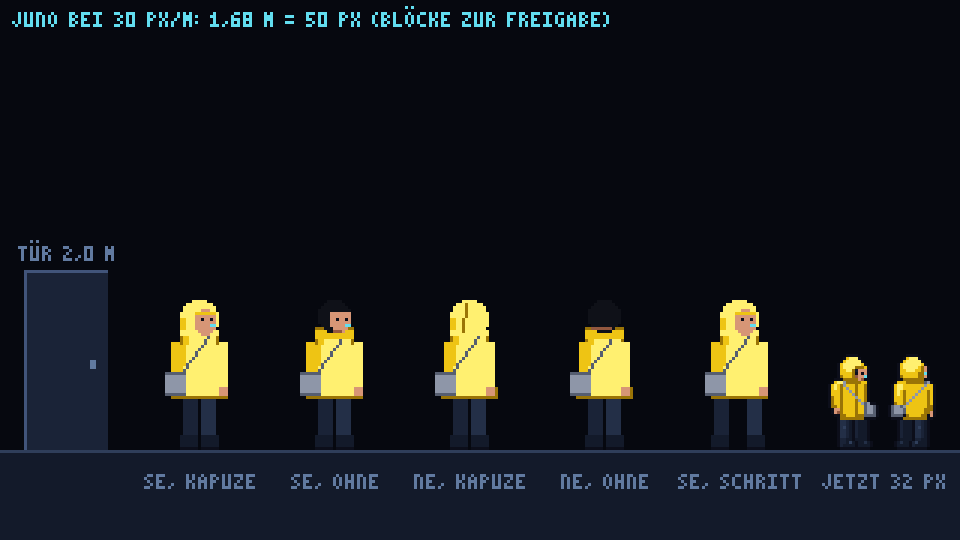 JUNO BEI 30 PX/M: 1,68 M = 50 PX (BLÖCKE ZUR FREIGABE)
TÜR 2,0 M
SE, KAPUZE SE, OHNE NE, KAPUZE NE, OHNE SE, SCHRITT JETZT 32 PX